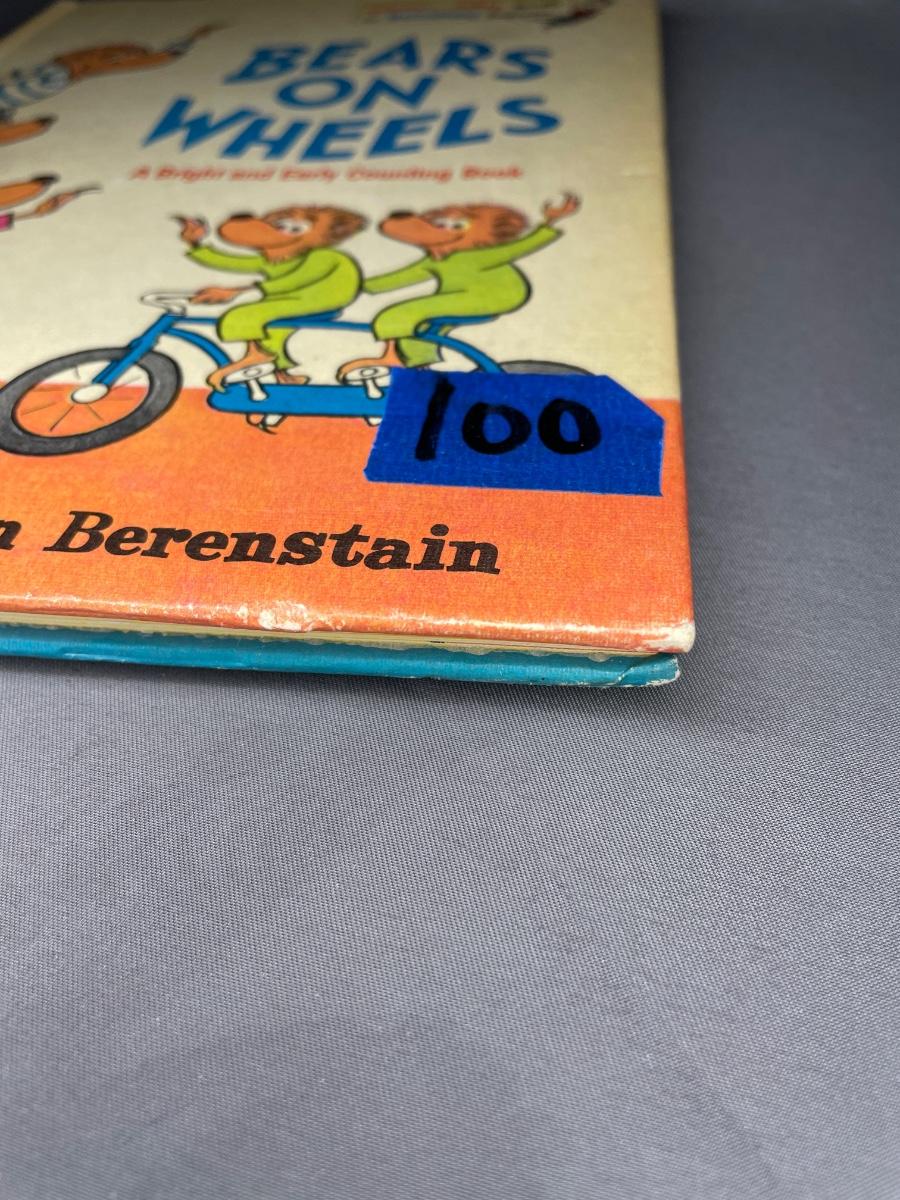 BEARS
ON
WHEELS
A Bright and Early Counting Book
100
n Berenstain